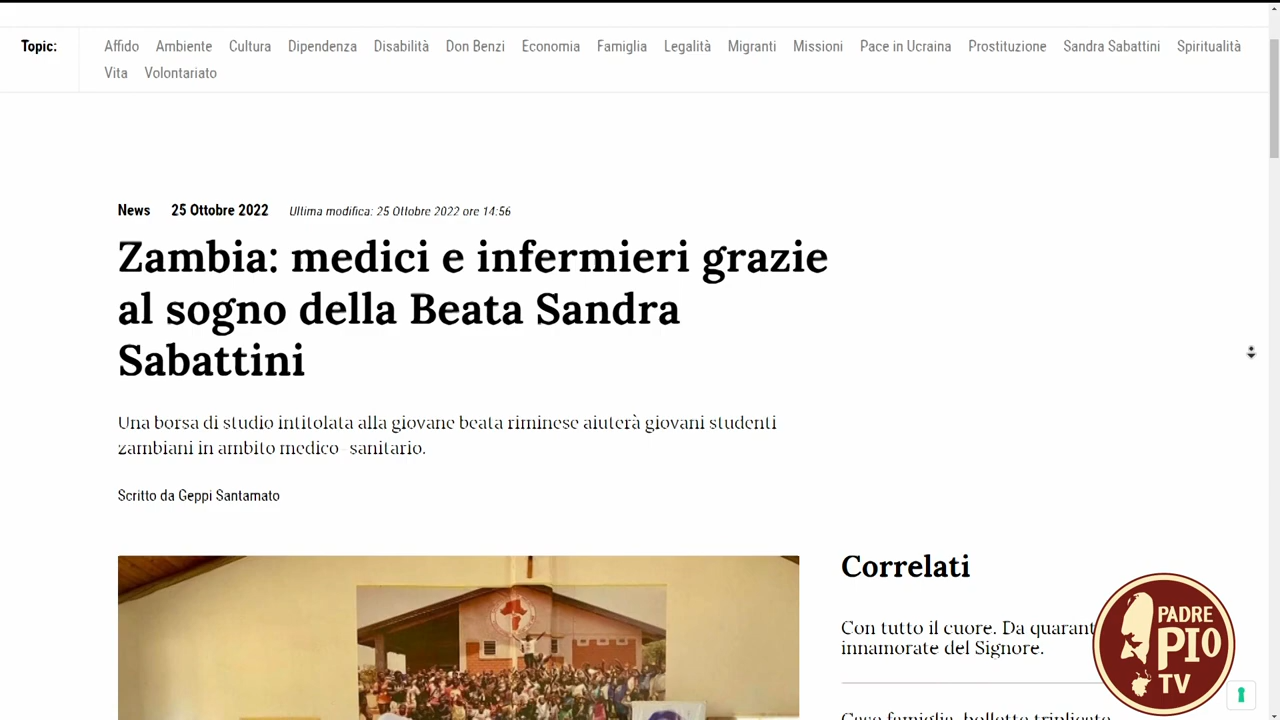 Topic: Affido Ambiente Cultura Dipendenza Disabilità Don Benzi Economia Famiglia Legalità Migranti Missioni Pace in Ucraina Prostituzione Sandra Sabattini Spiritualità
Vita Volontariato
News 25 Ottobre 2022 Ultima modifica: 25 Ottobre 2022 ore 14:56
Zambia: medici e infermieri grazie
al sogno della Beata Sandra
Sabattini
Una borsa di studio intitolata alla giovane beata riminese aiuterà giovani studenti
zambiani in ambito medico-sanitario.
Scritto da Geppi Santamato
Correlati
Con tutto il cuore. Da quarant
innamorate del Signore.
Case famiglia, bollette triplicate
PADRE
PIO
TV